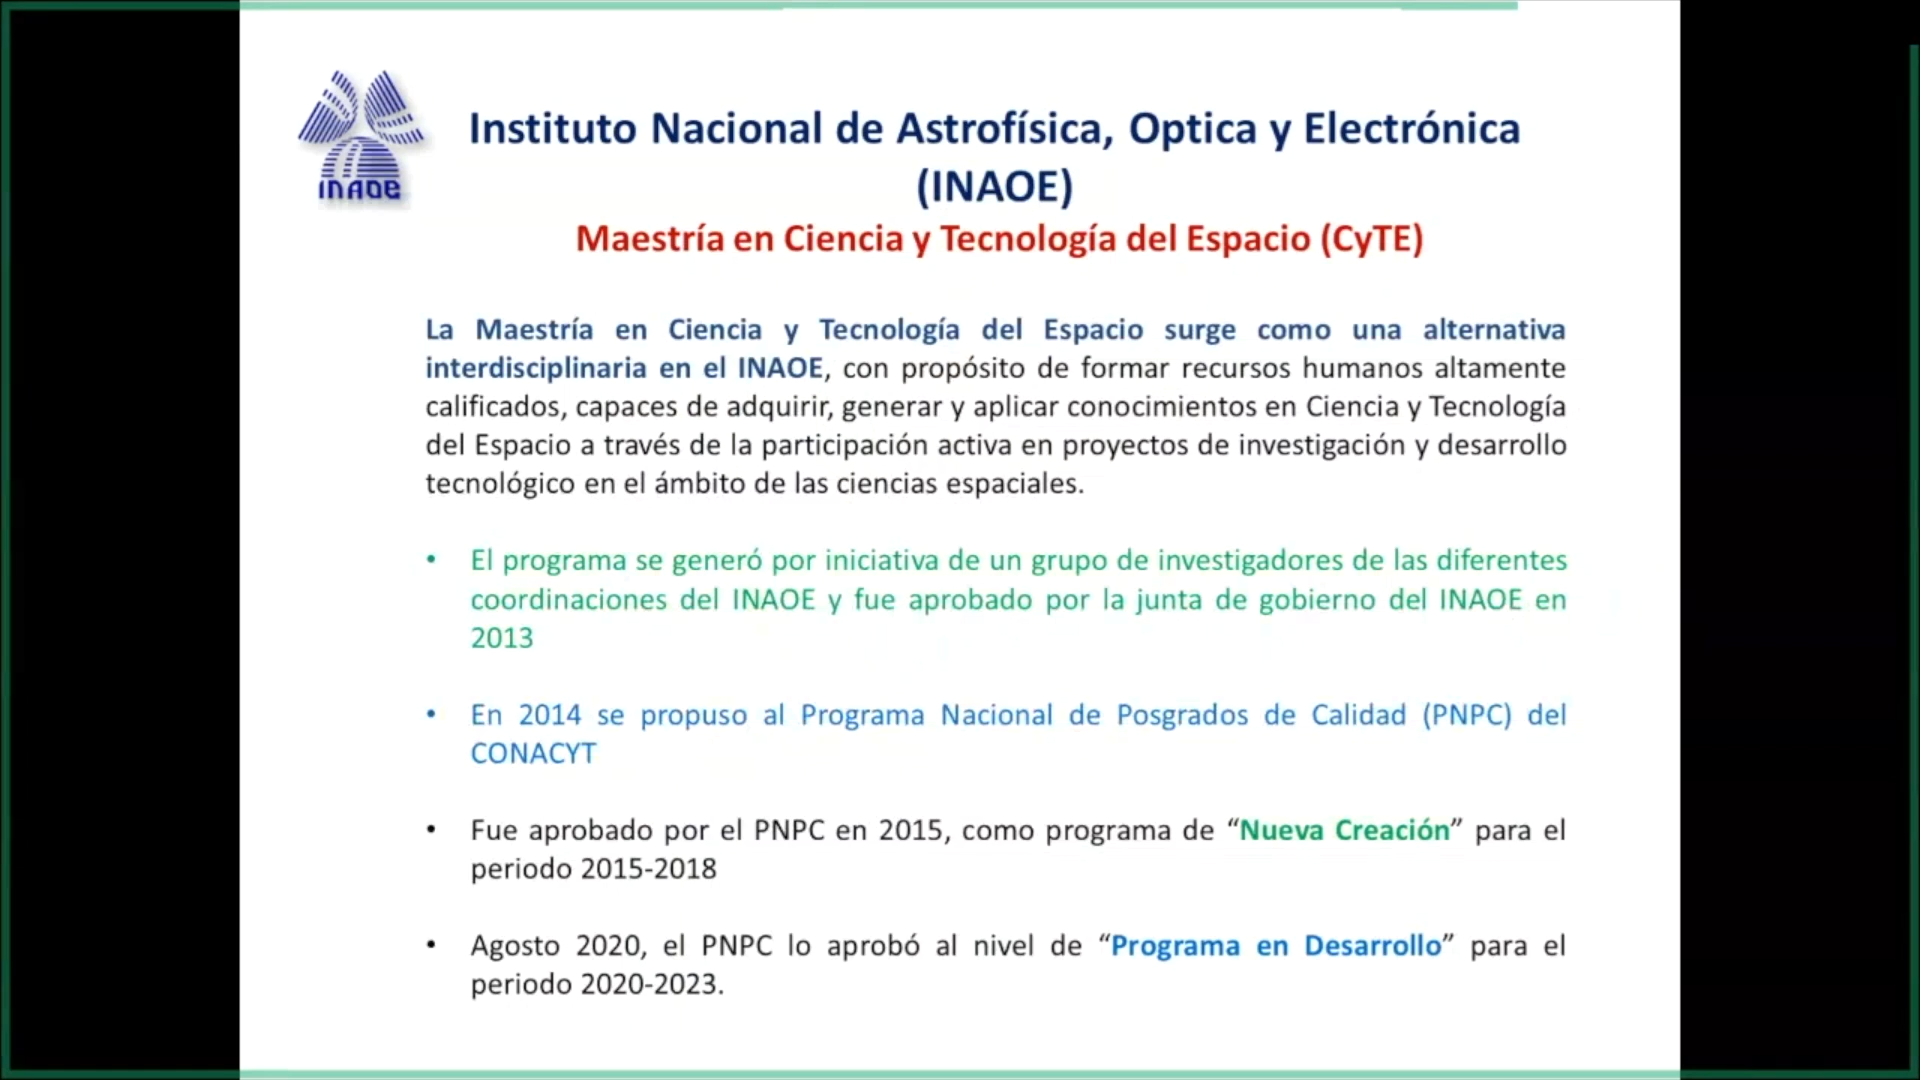 INAOE
Instituto Nacional de Astrofísica, Optica y Electrónica
(INAOE)
Maestría en Ciencia y Tecnología del Espacio (CyTE)
La Maestría en Ciencia y Tecnología del Espacio surge como una alternativa
interdisciplinaria en el INAOE, con propósito de formar recursos humanos altamente
calificados, capaces de adquirir, generar y aplicar conocimientos en Ciencia y Tecnología
del Espacio a través de la participación activa en proyectos de investigación y desarrollo
tecnológico en el ámbito de las ciencias espaciales.
• El programa se generó por iniciativa de un grupo de investigadores de las diferentes
coordinaciones del INAOE y fue aprobado por la junta de gobierno del INAOE en
2013
• En 2014 se propuso al Programa Nacional de Posgrados de Calidad (PNPC) del
CONACYT
• Fue aprobado por el PNPC en 2015, como programa de “Nueva Creación” para el
periodo 2015-2018
• Agosto 2020, el PNPC lo aprobó al nivel de “Programa en Desarrollo” para el
periodo 2020-2023.